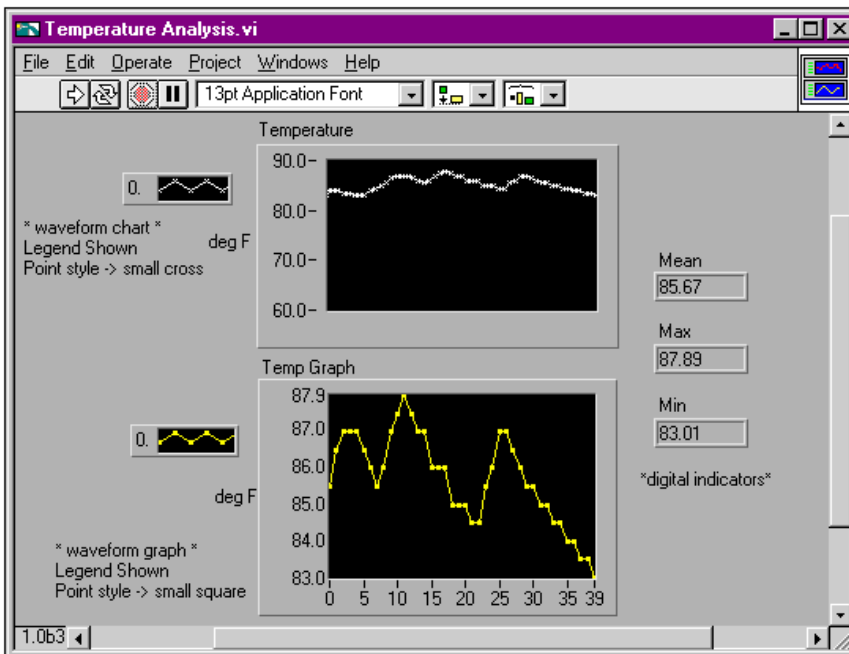 Temperature Analysis.vi
File Edit Operate Project Windows Help
13pt Application Font
Temperature
0.
* waveform chart *
Legend Shown
Point style -> small cross
deg F
90.0
80.0
70.0
60.0
Mean
85.67
Max
87.89
Min
83.01
*digital indicators*
Temp Graph
0.
deg F
* waveform graph *
Legend Shown
Point style -> small square
87.9
87.0
86.0
85.0
84.0
83.0
0 5 10 15 20 25 30 35 39
1.0b3